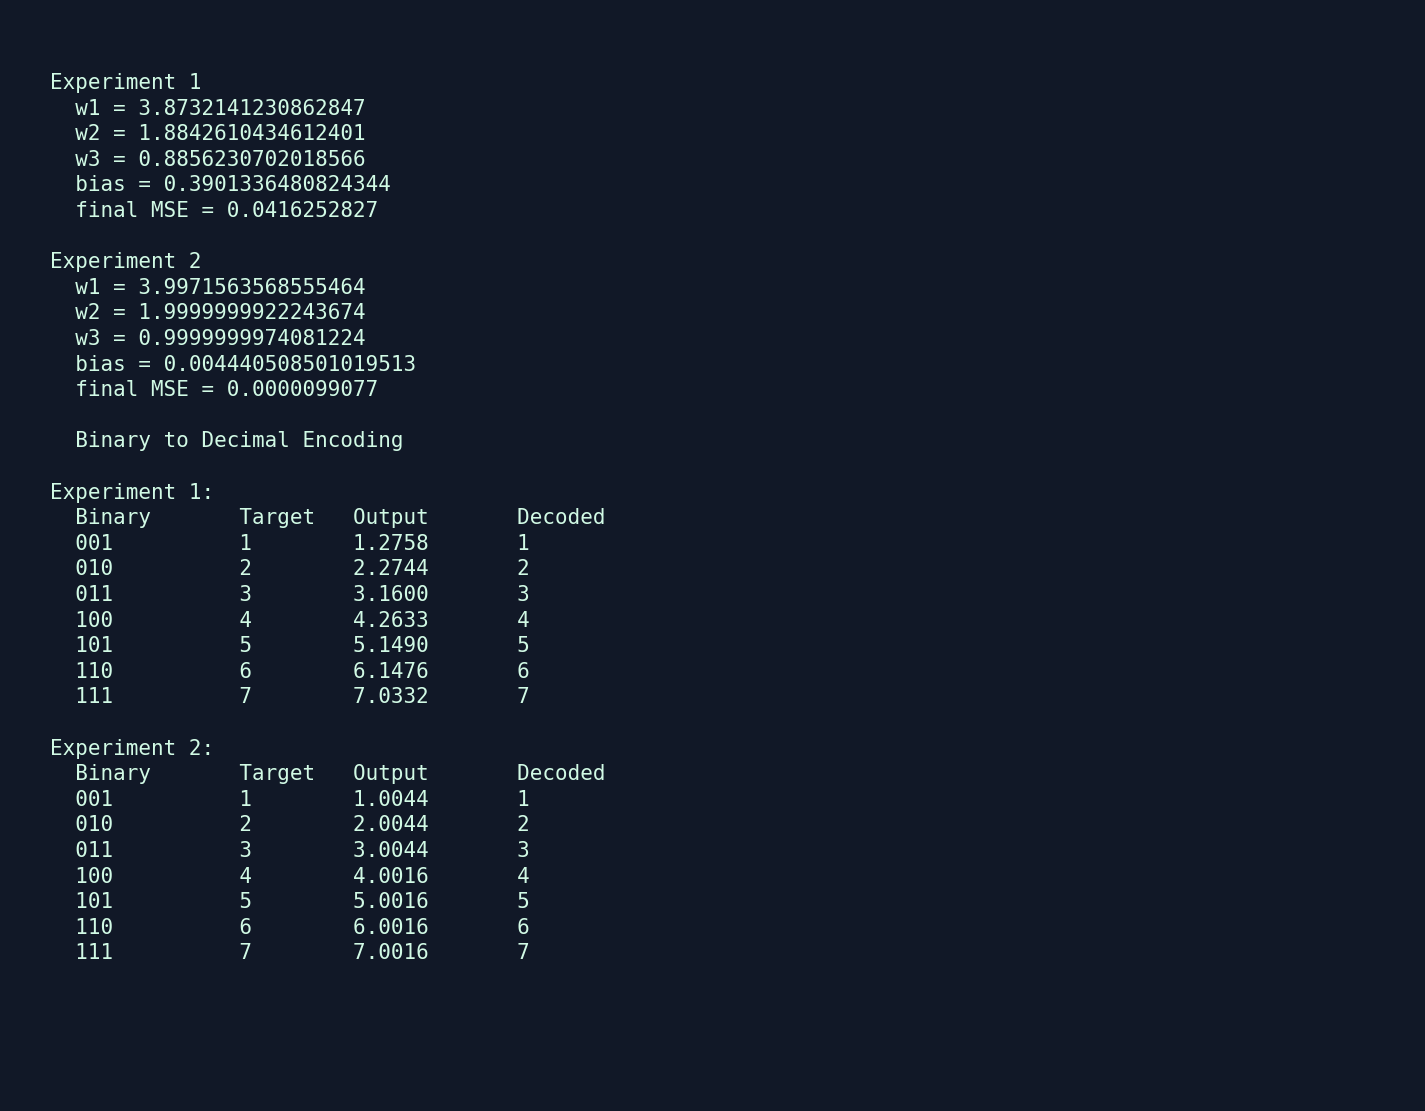 Experiment 1
  w1 = 3.8732141230862847
  w2 = 1.8842610434612401
  w3 = 0.8856230702018566
  bias = 0.3901336480824344
  final MSE = 0.0416252827

Experiment 2
  w1 = 3.9971563568555464
  w2 = 1.9999999922243674
  w3 = 0.9999999974081224
  bias = 0.004440508501019513
  final MSE = 0.0000099077

  Binary to Decimal Encoding

Experiment 1:
  Binary       Target   Output       Decoded
  001          1        1.2758       1
  010          2        2.2744       2
  011          3        3.1600       3
  100          4        4.2633       4
  101          5        5.1490       5
  110          6        6.1476       6
  111          7        7.0332       7

Experiment 2:
  Binary       Target   Output       Decoded
  001          1        1.0044       1
  010          2        2.0044       2
  011          3        3.0044       3
  100          4        4.0016       4
  101          5        5.0016       5
  110          6        6.0016       6
  111          7        7.0016       7